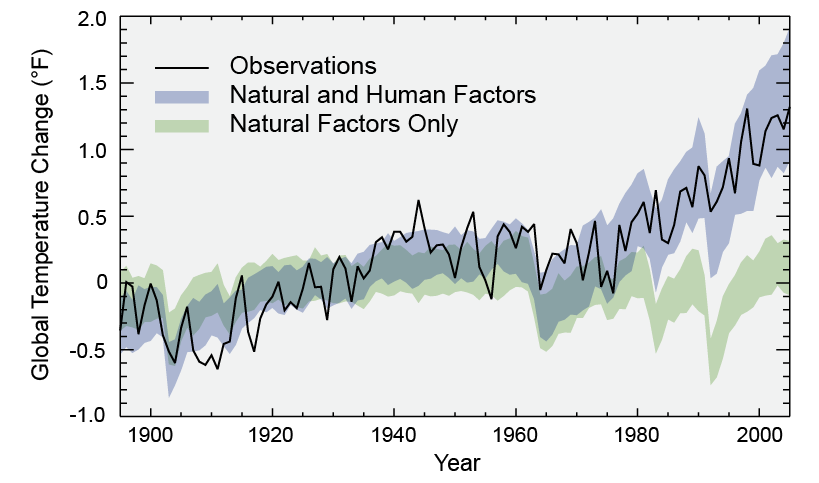 2.0
1.5
1.0
0.5
0
-0.5
-1.0
Global Temperature Change (°F)
Observations
Natural and Human Factors
Natural Factors Only
1900 1920 1940 1960 1980 2000
Year